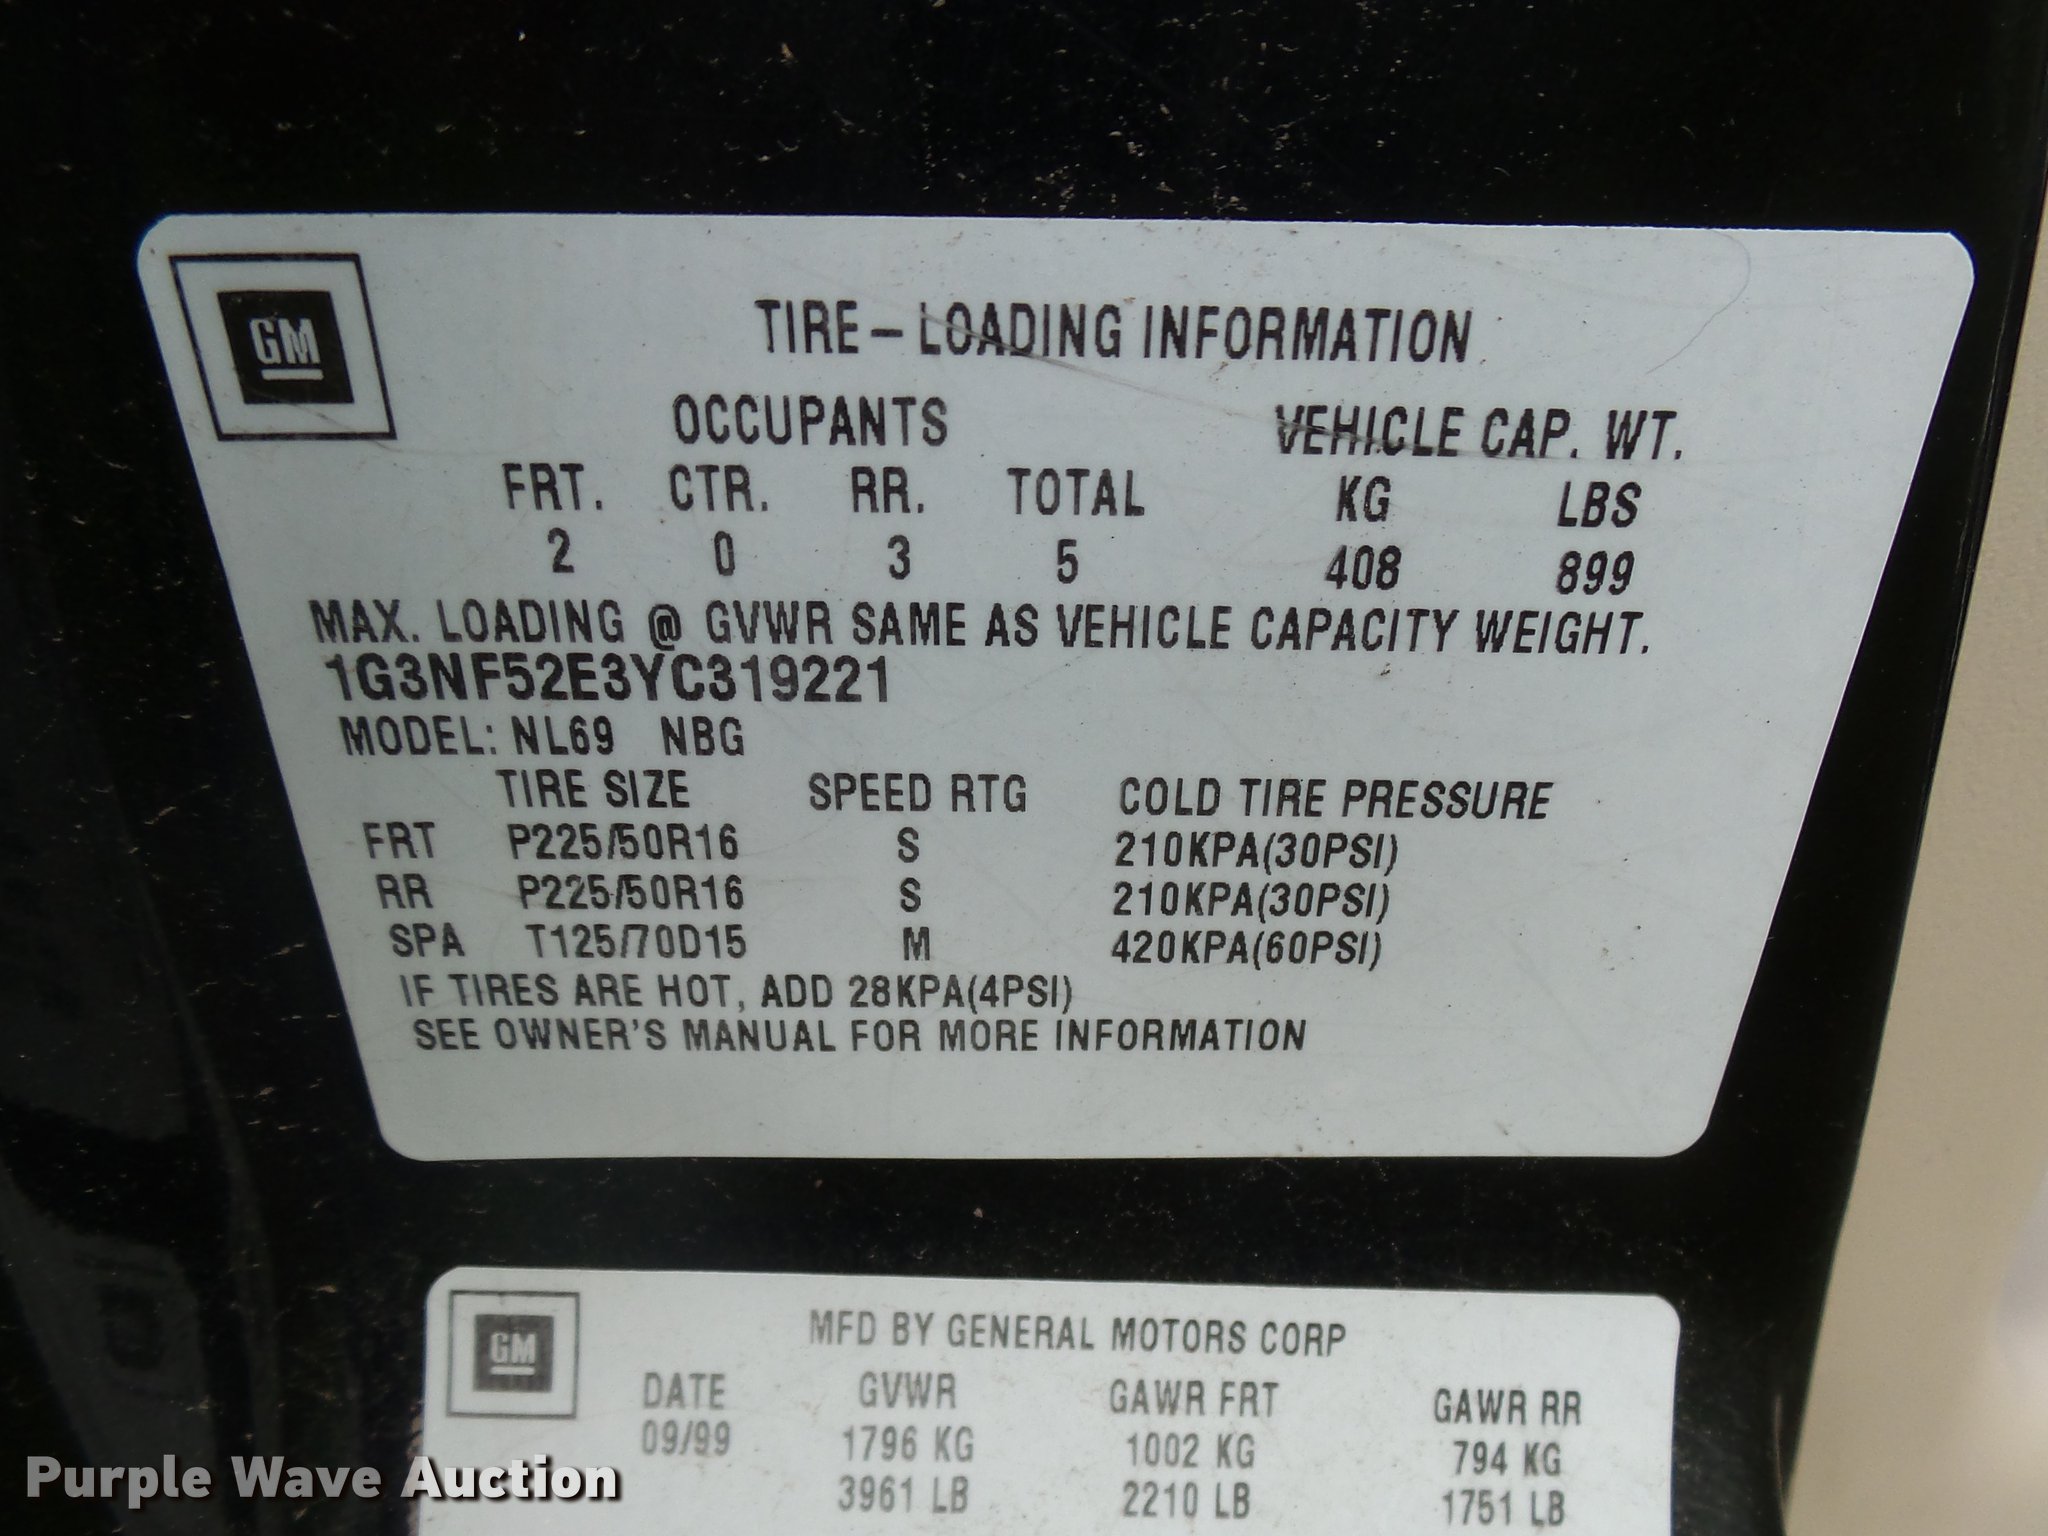 GM
TIRE – LOADING INFORMATION
OCCUPANTS VEHICLE CAP. WT.
FRT. CTR. RR. TOTAL KG LBS
2 0 3 5 408 899
MAX. LOADING @ GVWR SAME AS VEHICLE CAPACITY WEIGHT.
1G3NF52E3YC319221
MODEL: NL69 NBG
TIRE SIZE SPEED RTG COLD TIRE PRESSURE
FRT P225/50R16 S 210KPA(30PSI)
RR P225/50R16 S 210KPA(30PSI)
SPA T125/70D15 M 420KPA(60PSI)
IF TIRES ARE HOT, ADD 28KPA(4PSI)
SEE OWNER'S MANUAL FOR MORE INFORMATION
GM
MFD BY GENERAL MOTORS CORP
DATE GVWR GAWR FRT GAWR RR
09/99 1796 KG 1002 KG 794 KG
3961 LB 2210 LB 1751 LB
Purple Wave Auction